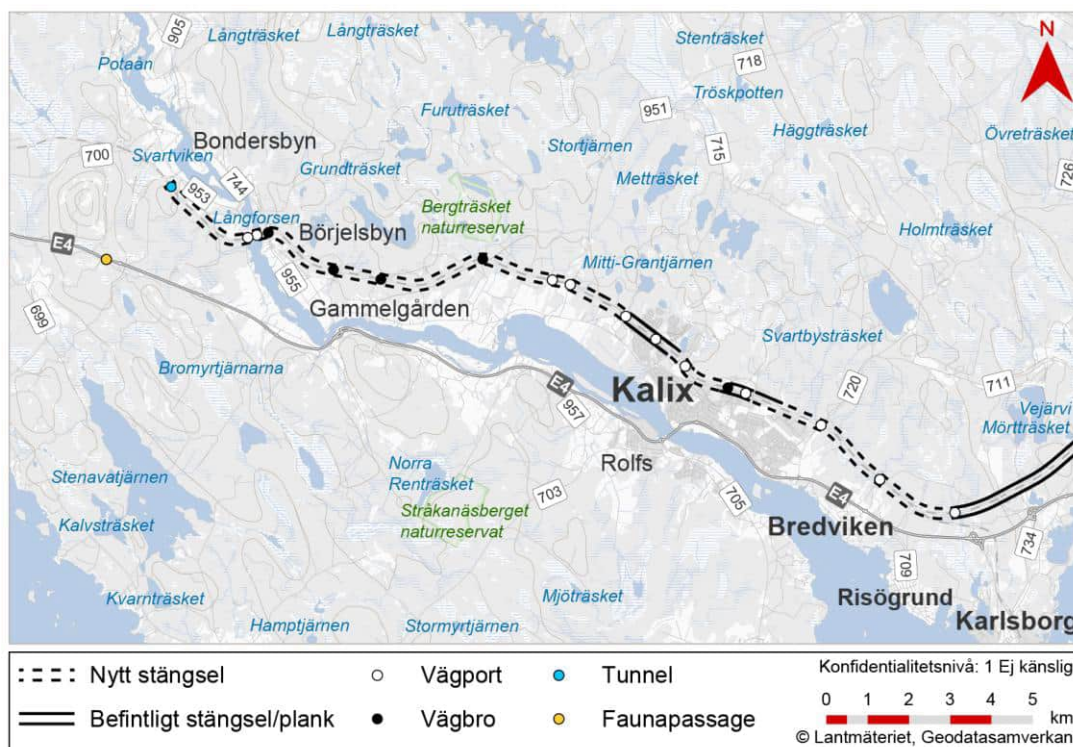 905
Långträsket
Långträsket
Stenträsket
N
Potaån
718
Tröskpotten
Furuträsket
951
Häggträsket
Övreträsket
Bondersbyn
715
Stortjärnen
700
Svartviken
Grundträsket
Metträsket
726
744
953
Bergträsket
naturreservat
Långforsen
Börjelsbyn
Holmträsket
E4
Mitti-Grantjärnen
955
Gammelgården
699
Svartbysträsket
Bromyrtjärnarna
720
711
Kalix
E4
957
Vejärvi
Mörtträsket
Norra
Renträsket
Rolfs
Stenavatjärnen
703
Stråkanäsberget
naturreservat
705
E4
Kalvsträsket
Bredviken
734
709
Kvarnträsket
Mjöträsket
Risögrund
Hamptjärnen
Stormyrtjärnen
Karlsborg
Nytt stängsel
Vägport
Tunnel
Konfidentialitetsnivå: 1 Ej känslig
Befintligt stängsel/plank
Vägbro
Faunapassage
0 1 2 3 4 5
km
© Lantmäteriet, Geodatasamverkan